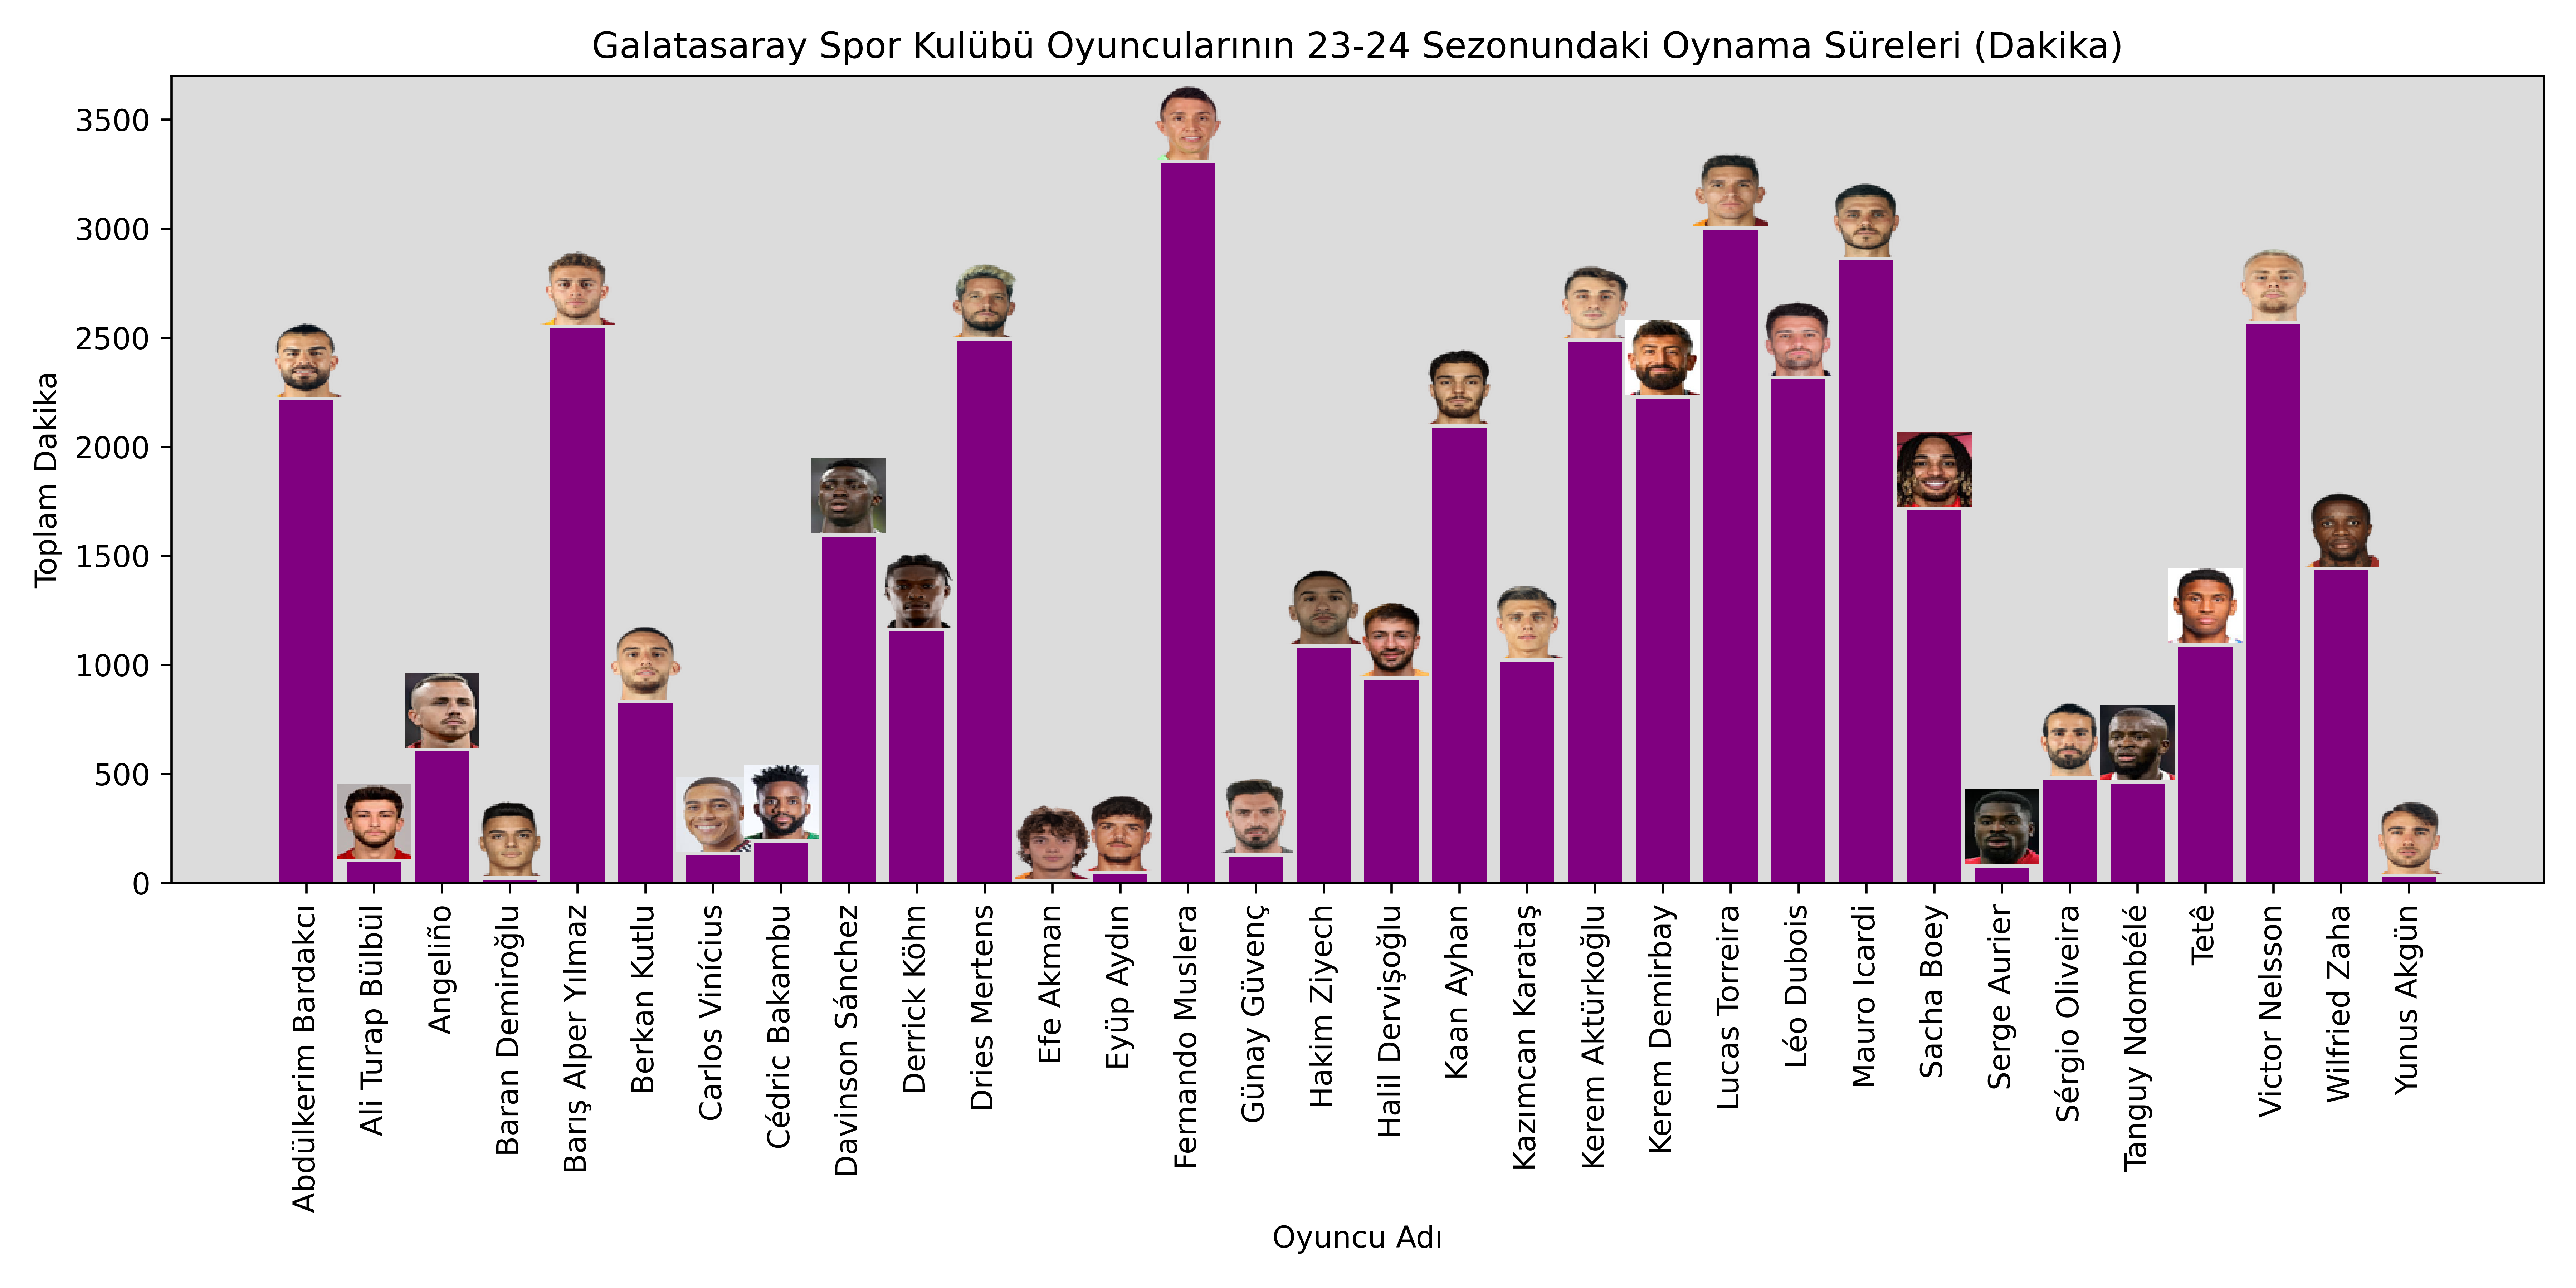 Galatasaray Spor Kulübü Oyuncularının 23-24 Sezonundaki Oynama Süreleri (Dakika)
Toplam Dakika
3500
3000
2500
2000
1500
1000
500
0
Abdülkerim Bardakcı
Ali Turap Bülbül
Angeliño
Baran Demiroğlu
Barış Alper Yılmaz
Berkan Kutlu
Carlos Vinícius
Cédric Bakambu
Davinson Sánchez
Derrick Köhn
Dries Mertens
Efe Akman
Eyüp Aydın
Fernando Muslera
Günay Güvenç
Hakim Ziyech
Halil Dervişoğlu
Kaan Ayhan
Kazımcan Karataş
Kerem Aktürkoğlu
Kerem Demirbay
Lucas Torreira
Léo Dubois
Mauro Icardi
Sacha Boey
Serge Aurier
Sérgio Oliveira
Tanguy Ndombélé
Tetê
Victor Nelsson
Wilfried Zaha
Yunus Akgün
Oyuncu Adı